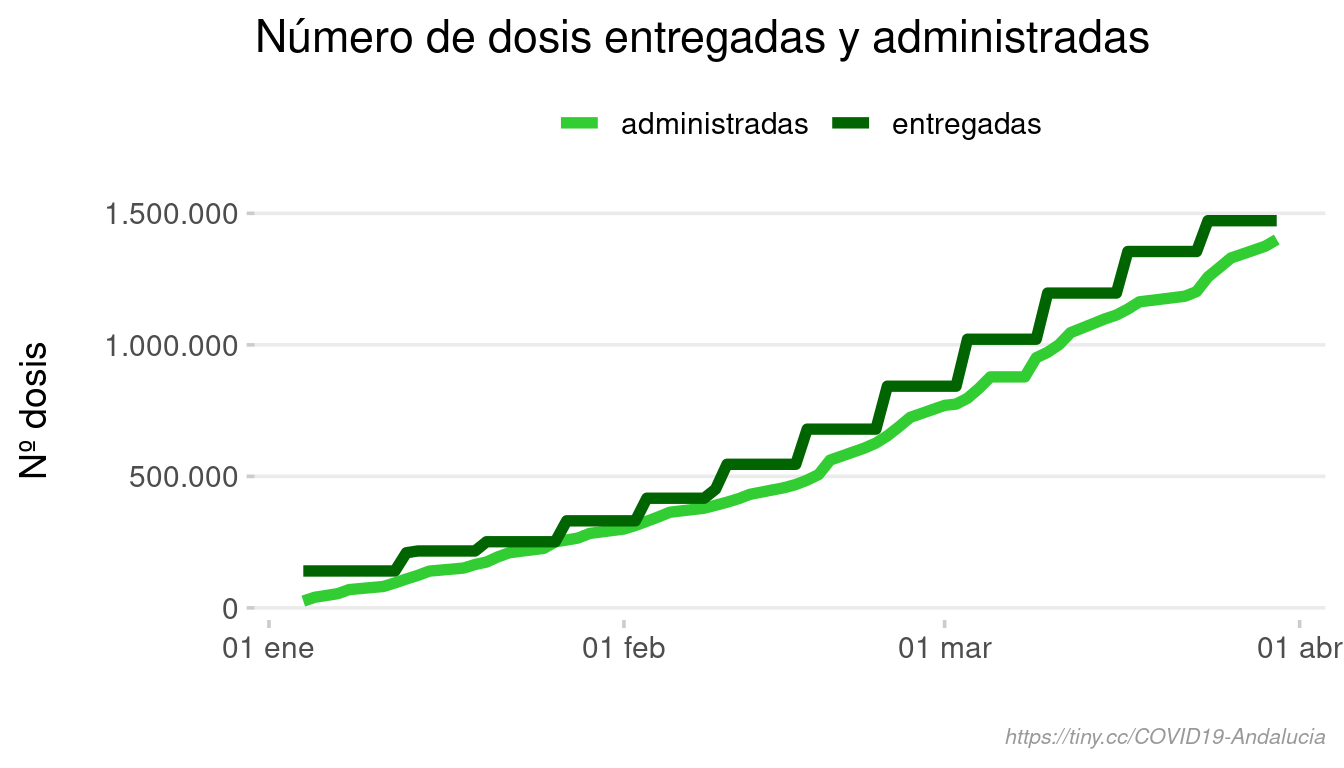 Número de dosis entregadas y administradas
administradas entregadas
1.500.000
1.000.000
500.000
0
Nº dosis
01 ene 01 feb 01 mar 01 abr
https://tiny.cc/COVID19-Andalucia